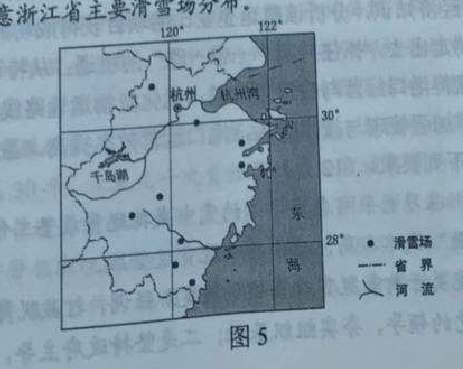 意浙江省主要滑雪场分布.
120°
122°
杭州
杭州湾
30°
千岛湖
东
28°
海
滑雪场
省界
河流
图5